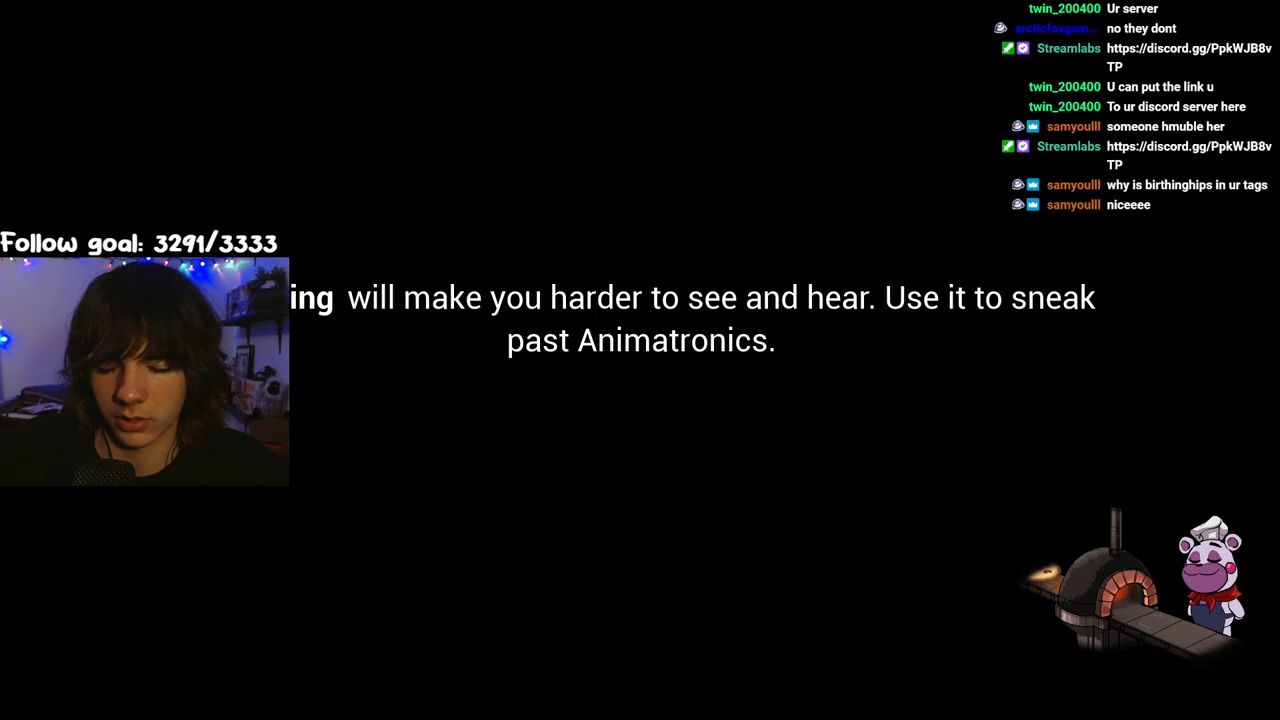 twin_200400 Ur server
arcticfoxgam... no they dont
Streamlabs https://discord.gg/PpkWJB8v
TP
twin_200400 U can put the link u
twin_200400 To ur discord server here
samyoulll someone hmuble her
Streamlabs https://discord.gg/PpkWJB8v
TP
samyoulll why is birthinghips in ur tags
samyoulll niceeee
Follow goal: 3291/3333
ing will make you harder to see and hear. Use it to sneak
past Animatronics.